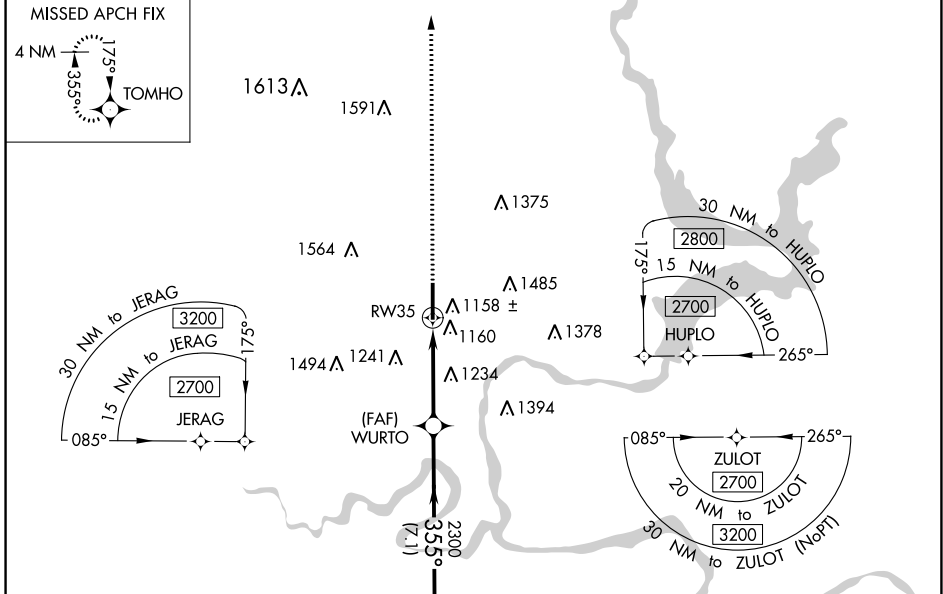 MISSED APCH FIX
4 NM
175°
355°
TOMHO
1613
1591
1375
1564
1485
RW35
1158 ±
1160
1378
1494
1241
1234
(FAF)
WURTO
1394
2300
355°
(7.1)
30 NM to JERAG
3200
175°
15 NM to JERAG
2700
JERAG
085°
30 NM to HUPLO
2800
175°
15 NM to HUPLO
2700
HUPLO
265°
085°
265°
ZULOT
2700
20 NM to ZULOT
3200
30 NM to ZULOT (NoPT)